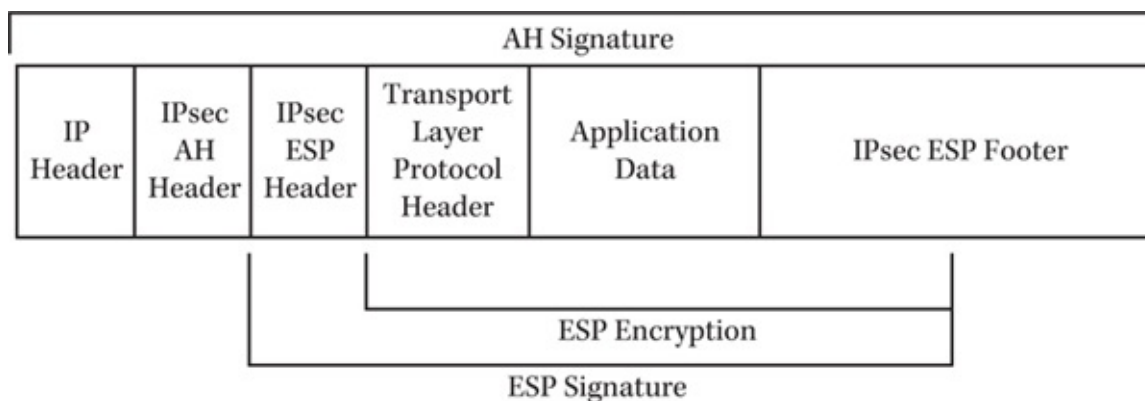 AH Signature
IP
Header
IPsec
AH
Header
IPsec
ESP
Header
Transport
Layer
Protocol
Header
Application
Data
IPsec ESP Footer
ESP Encryption
ESP Signature